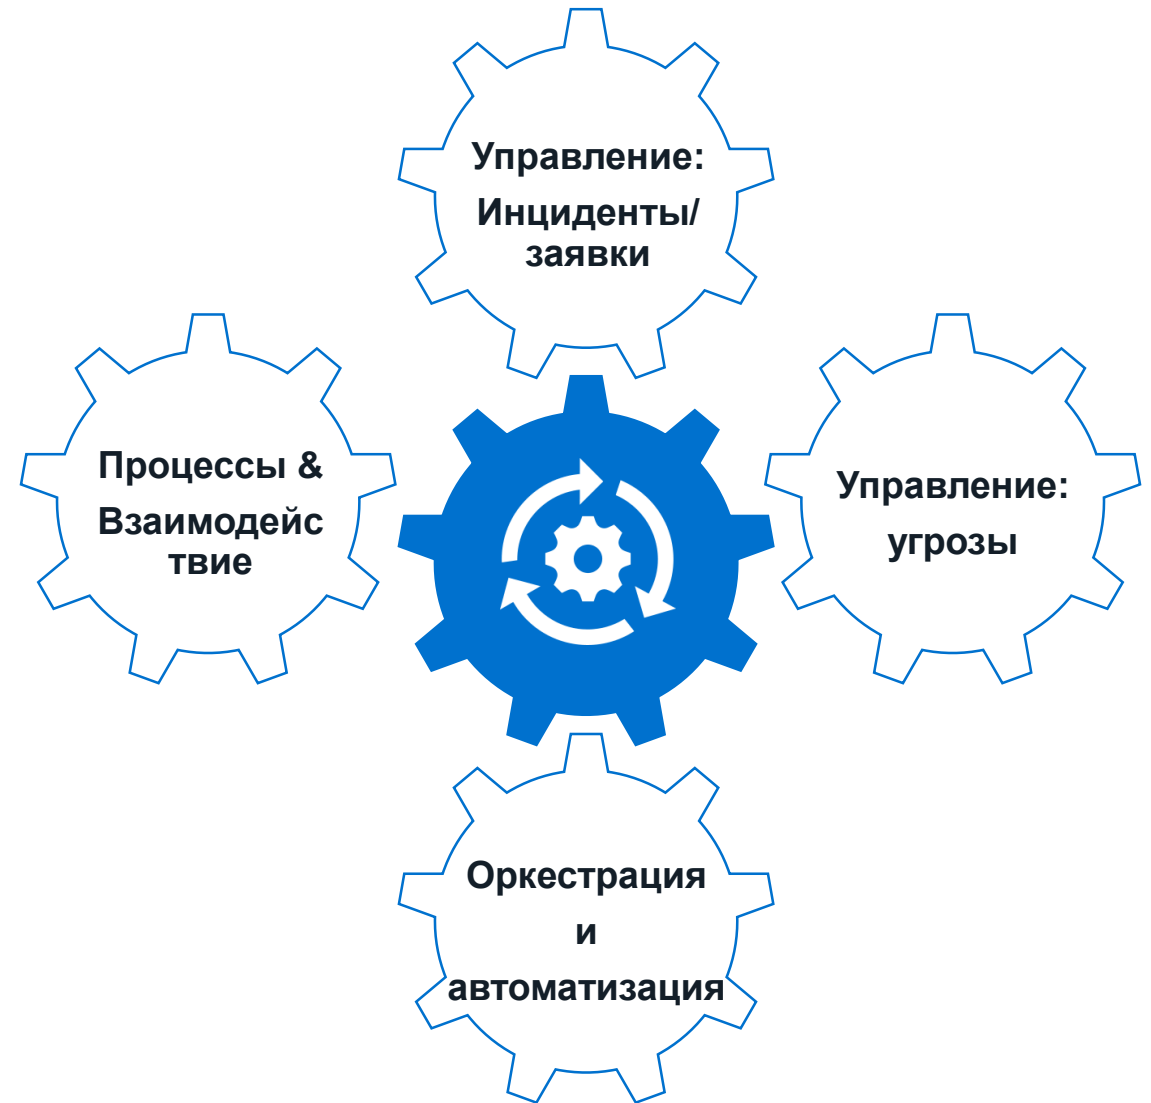 Управление:
Инциденты/
заявки
Процессы &
Взаимодейс
твие
Управление:
угрозы
Оркестрация
и
автоматизация